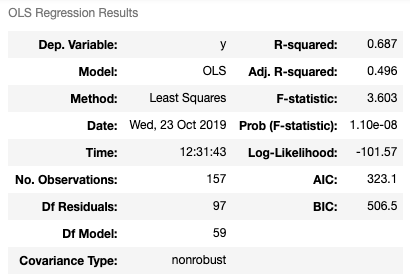 OLS Regression Results
Dep. Variable: y R-squared: 0.687
Model: OLS Adj. R-squared: 0.496
Method: Least Squares F-statistic: 3.603
Date: Wed, 23 Oct 2019 Prob (F-statistic): 1.10e-08
Time: 12:31:43 Log-Likelihood: -101.57
No. Observations: 157 AIC: 323.1
Df Residuals: 97 BIC: 506.5
Df Model: 59
Covariance Type: nonrobust